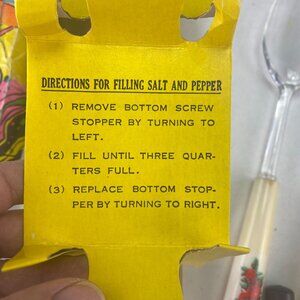 DIRECTIONS FOR FILLING SALT AND PEPPER
(1) REMOVE BOTTOM SCREW
STOPPER BY TURNING TO
LEFT.
(2) FILL UNTIL THREE QUAR-
TERS FULL.
(3) REPLACE BOTTOM STOP-
PER BY TURNING TO RIGHT.